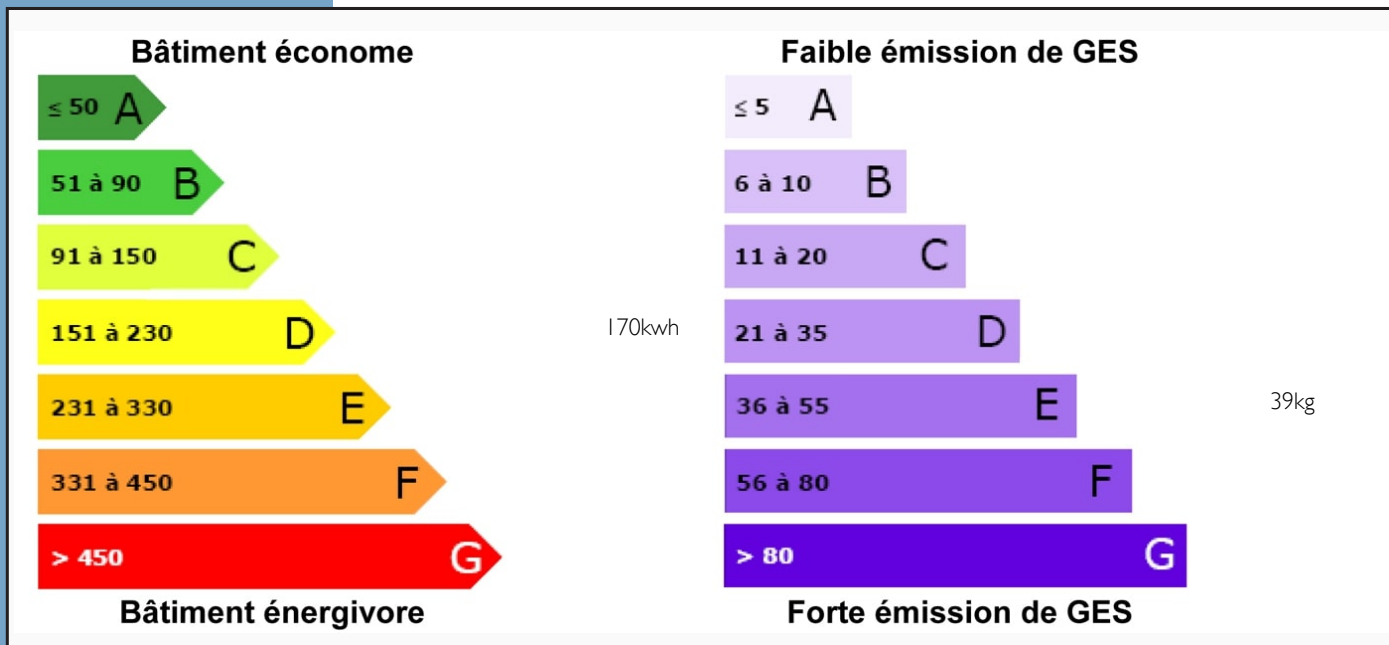 Bâtiment économe
≤ 50 A
51 à 90 B
91 à 150 C
151 à 230 D
170kwh
231 à 330 E
331 à 450 F
> 450 G
Bâtiment énergivore
Faible émission de GES
≤ 5 A
6 à 10 B
11 à 20 C
21 à 35 D
36 à 55 E
39kg
56 à 80 F
> 80 G
Forte émission de GES